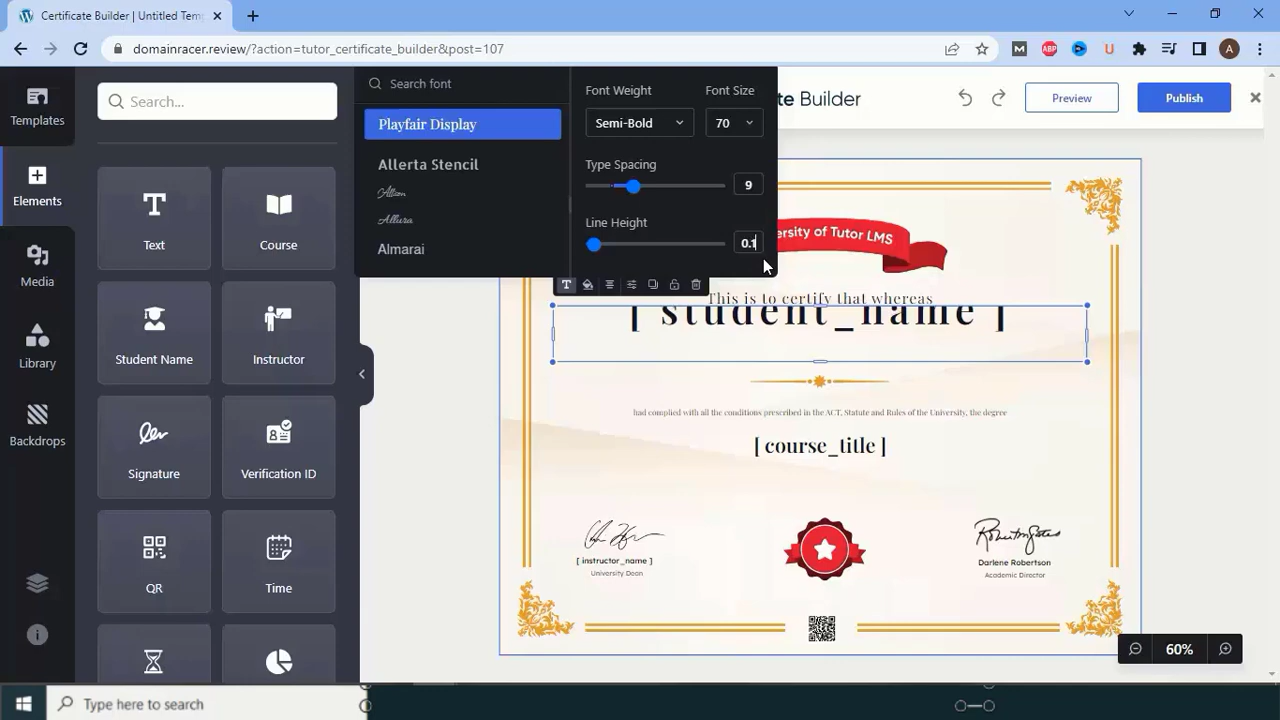 Certificate Builder | Untitled Tem
domainracer.review/?action=tutor_certificate_builder&post=107
M
ABP
U
A
Templates
Elements
Media
Library
Backdrops
Search...
Text
Course
Student Name
Instructor
Signature
Verification ID
QR
Time
Search font
Playfair Display
Allerta Stencil
Allison
Allura
Almarai
Font Weight
Font Size
Semi-Bold
70
Type Spacing
9
Line Height
0.1
te Builder
Preview
Publish
ersity of Tutor LMS
This is to certify that whereas
[ student_name ]
had complied with all the conditions prescribed in the ACT, Statute and Rules of the University, the degree
[ course_title ]
[ instructor_name ]
University Dean
Darlene Robertson
Academic Director
60%
Type here to search